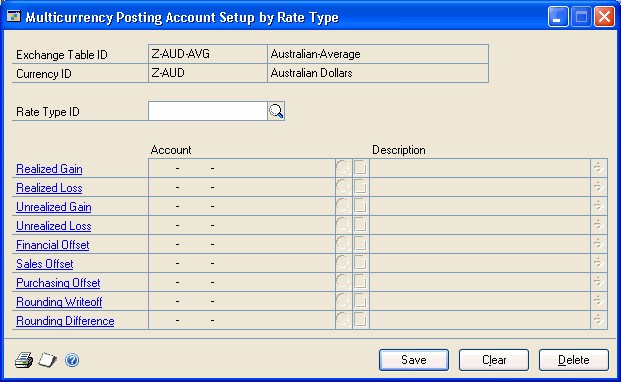 Multicurrency Posting Account Setup by Rate Type
Exchange Table ID Z-AUD-AVG Australian-Average
Currency ID Z-AUD Australian Dollars
Rate Type ID
Account Description
Realized Gain - -
Realized Loss - -
Unrealized Gain - -
Unrealized Loss - -
Financial Offset - -
Sales Offset - -
Purchasing Offset - -
Rounding Writeoff - -
Rounding Difference - -
Save Clear Delete